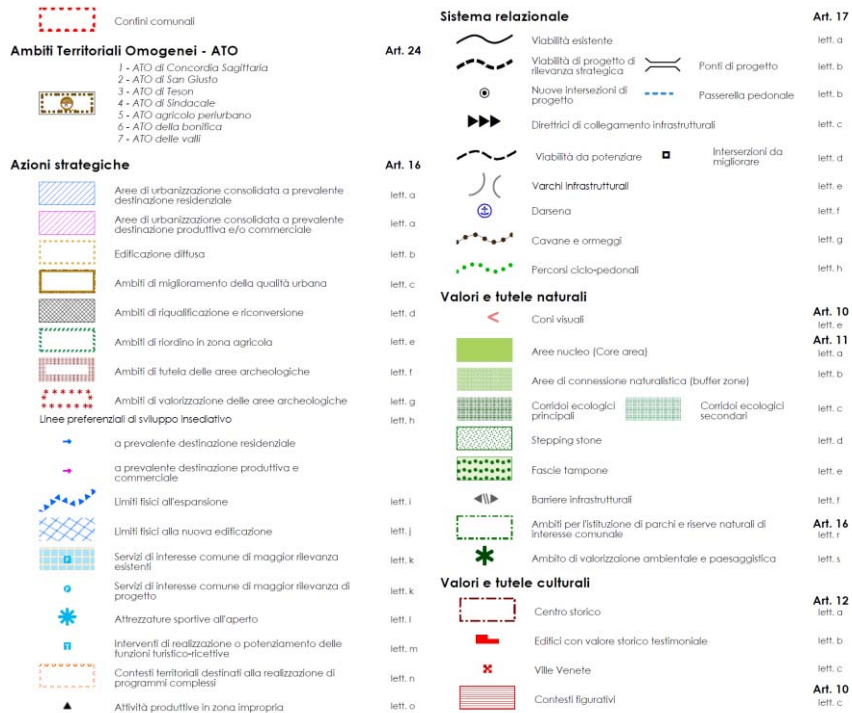 Confini comunali
Ambiti Territoriali Omogenei - ATO Art. 24
1 - ATO di Concordia Sagittaria
2 - ATO di San Giusto
3 - ATO di Teson
4 - ATO di Sindacale
5 - ATO agricolo periurbano
6 - ATO della bonifica
7 - ATO delle valli
Azioni strategiche Art. 16
Aree di urbanizzazione consolidata a prevalente
destinazione residenziale lett. a
Aree di urbanizzazione consolidata a prevalente
destinazione produttiva e/o commerciale lett. a
Edificazione diffusa lett. b
Ambiti di miglioramento della qualità urbana lett. c
Ambiti di riqualificazione e riconversione lett. d
Ambiti di riordino in zona agricola lett. e
Ambiti di tutela delle aree archeologiche lett. f
Ambiti di valorizzazione delle aree archeologiche lett. g
Linee preferenziali di sviluppo insediativo lett. h
a prevalente destinazione residenziale
a prevalente destinazione produttiva e
commerciale
Limiti fisici all'espansione lett. i
Limiti fisici alla nuova edificazione lett. j
Servizi di interesse comune di maggior rilevanza
esistenti lett. k
Servizi di interesse comune di maggior rilevanza di
progetto lett. k
Attrezzature sportive all'aperto lett. l
Interventi di realizzazione o potenziamento delle
funzioni turistico-ricettive lett. m
Contesti territoriali destinati alla realizzazione di
programmi complessi lett. n
Attività produttive in zona impropria lett. o
Sistema relazionale Art. 17
Viabilità esistente lett. a
Viabilità di progetto di
rilevanza strategica Ponti di progetto lett. b
Nuove intersezioni di
progetto Passerella pedonale lett. b
Direttrici di collegamento infrastrutturali lett. c
Viabilità da potenziare Interserzioni da
migliorare lett. d
Varchi infrastrutturali lett. e
Darsena lett. f
Cavane e ormeggi lett. g
Percorsi ciclo-pedonali lett. h
Valori e tutele naturali
Coni visuali Art. 10
lett. e
Aree nucleo (Core area) Art. 11
lett. a
Aree di connessione naturalistica (buffer zone) lett. b
Corridoi ecologici
principali Corridoi ecologici
secondari lett. c
Stepping stone lett. d
Fascie tampone lett. e
Barriere infrastrutturali lett. f
Ambiti per l'istituzione di parchi e riserve naturali di
interesse comunale Art. 16
lett. r
Ambito di valorizzaione ambientale e paesaggistica lett. s
Valori e tutele culturali
Centro storico Art. 12
lett. a
Edifici con valore storico testimoniale lett. b
Ville Venete lett. c
Contesti figurativi Art. 10
lett. c